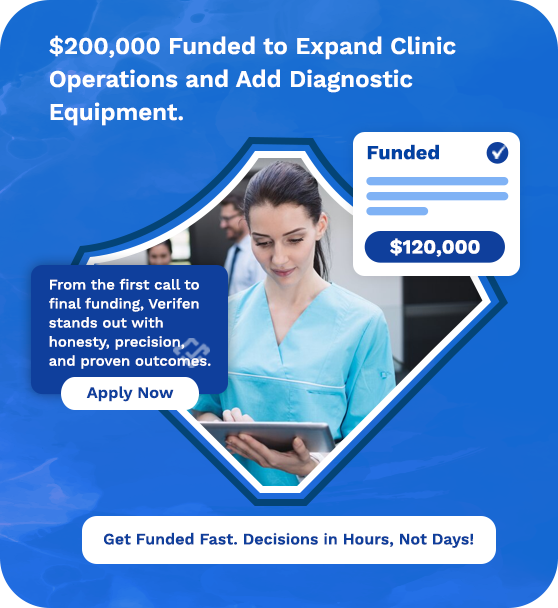 $200,000 Funded to Expand Clinic
Operations and Add Diagnostic
Equipment.
Funded
$120,000
From the first call to
final funding, Verifen
stands out with
honesty, precision,
and proven outcomes.
Apply Now
Get Funded Fast. Decisions in Hours, Not Days!